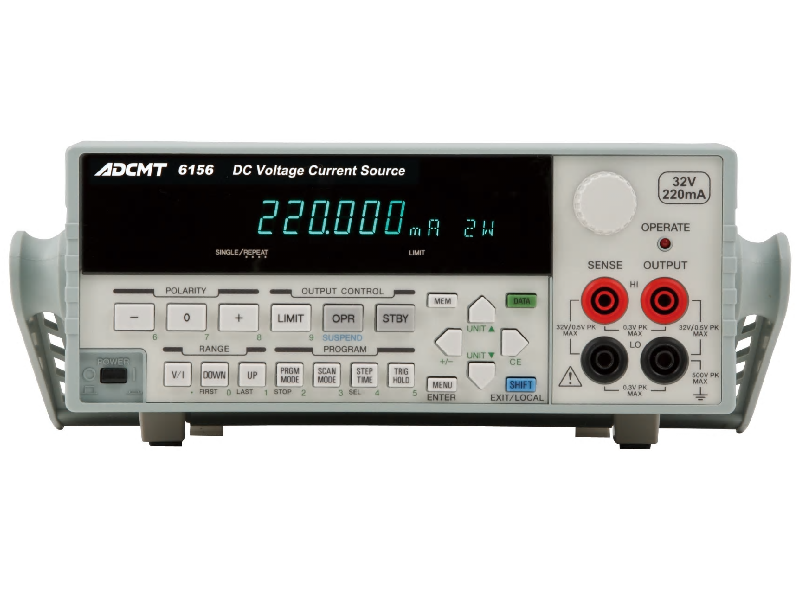 ADCMT 6156 DC Voltage Current Source
220.000 mA 2W
SINGLE/REPEAT LIMIT
32V
220mA
OPERATE
SENSE OUTPUT
HI
32V/0.5V PK MAX
0.3V PK MAX
32V/0.5V PK MAX
LO
0.3V PK MAX
500V PK MAX
POLARITY OUTPUT CONTROL
MEM DATA
− 0 + LIMIT OPR STBY
6 7 8 9 SUSPEND
UNIT▲
+/- CE
UNIT▼
POWER
RANGE PROGRAM
V/I DOWN UP PRGM MODE SCAN MODE STEP TIME TRIG HOLD
· FIRST 0 LAST 1 STOP 2 3 SEL 4 5
MENU SHIFT
ENTER EXIT/LOCAL